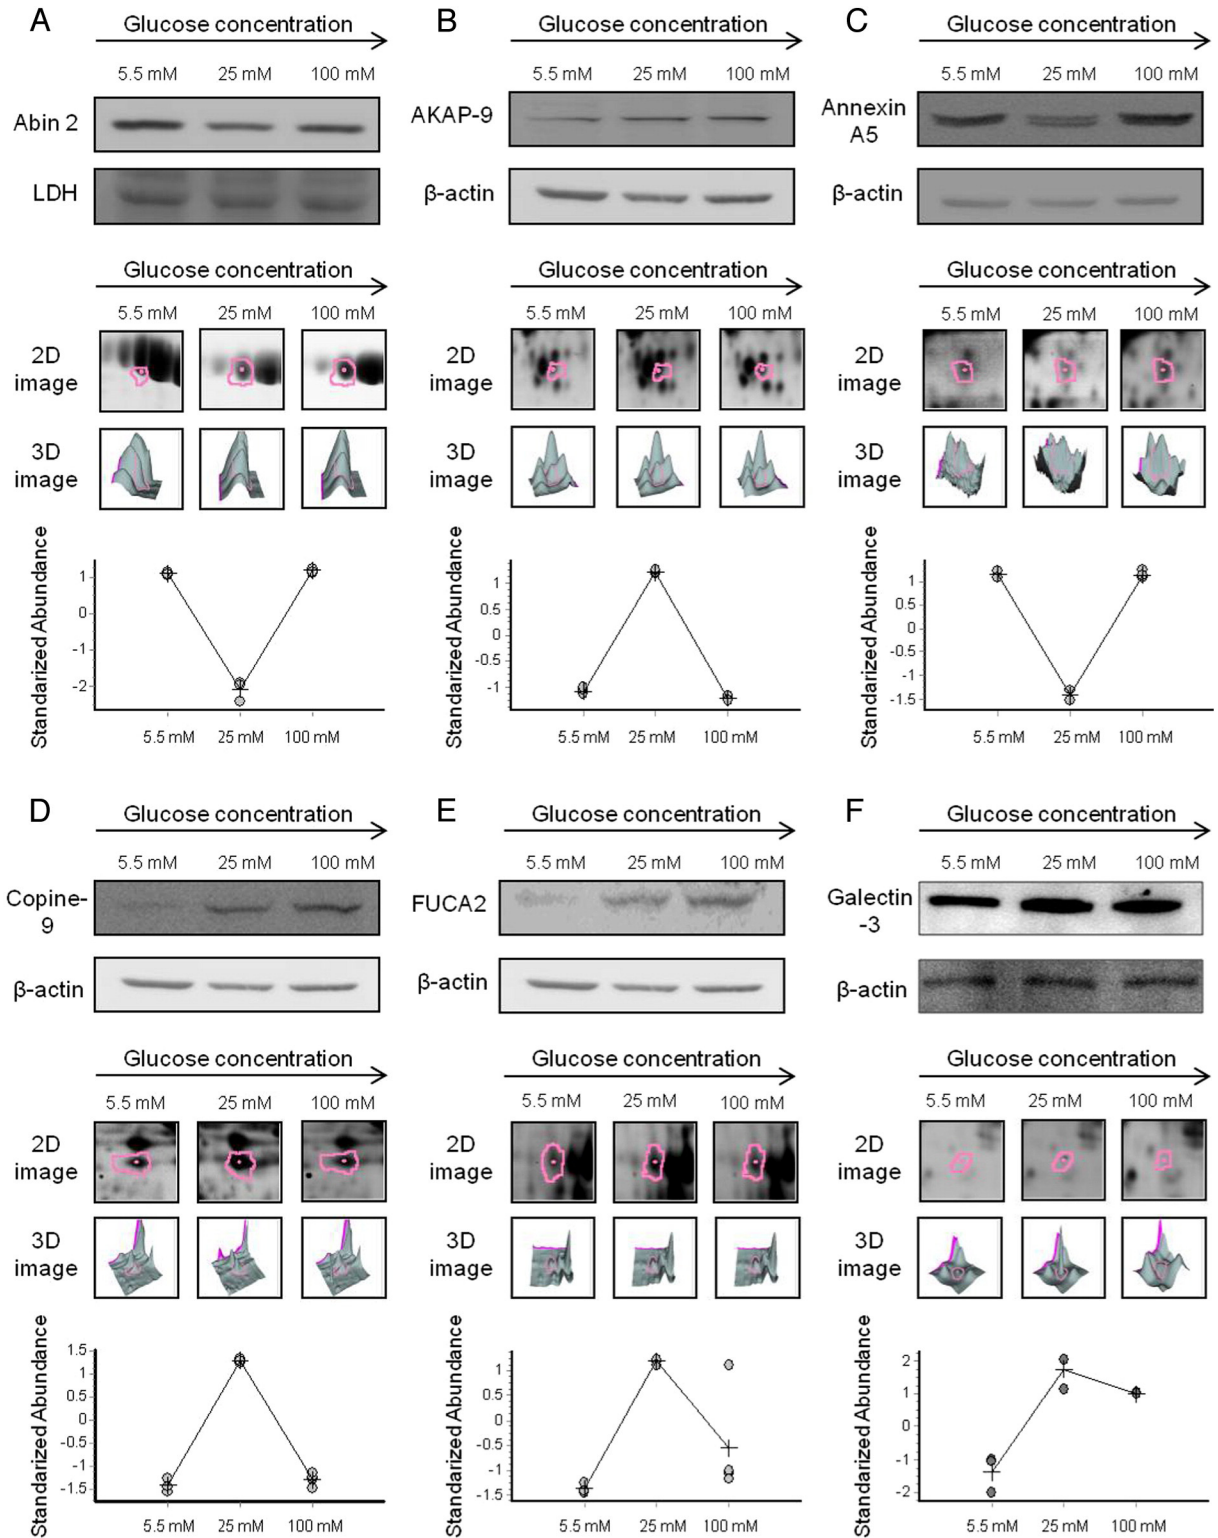 A
Glucose concentration
5.5 mM 25 mM 100 mM
Abin 2
LDH
Glucose concentration
5.5 mM 25 mM 100 mM
2D
image
3D
image
Standarized Abundance
1
0
-1
-2
5.5 mM 25 mM 100 mM
B
Glucose concentration
5.5 mM 25 mM 100 mM
AKAP-9
β-actin
Glucose concentration
5.5 mM 25 mM 100 mM
2D
image
3D
image
Standarized Abundance
1
0.5
0
-0.5
-1
5.5 mM 25 mM 100 mM
C
Glucose concentration
5.5 mM 25 mM 100 mM
Annexin
A5
β-actin
Glucose concentration
5.5 mM 25 mM 100 mM
2D
image
3D
image
Standarized Abundance
1
0.5
0
-0.5
-1
-1.5
5.5 mM 25 mM 100 mM
D
Glucose concentration
5.5 mM 25 mM 100 mM
Copine-
9
β-actin
Glucose concentration
5.5 mM 25 mM 100 mM
2D
image
3D
image
Standarized Abundance
1.5
1
0.5
0
-0.5
-1
-1.5
5.5 mM 25 mM 100 mM
E
Glucose concentration
5.5 mM 25 mM 100 mM
FUCA2
β-actin
Glucose concentration
5.5 mM 25 mM 100 mM
2D
image
3D
image
Standarized Abundance
1
0.5
0
-0.5
-1
-1.5
5.5 mM 25 mM 100 mM
F
Glucose concentration
5.5 mM 25 mM 100 mM
Galectin
-3
β-actin
Glucose concentration
5.5 mM 25 mM 100 mM
2D
image
3D
image
Standarized Abundance
2
1
0
-1
-2
5.5 mM 25 mM 100 mM